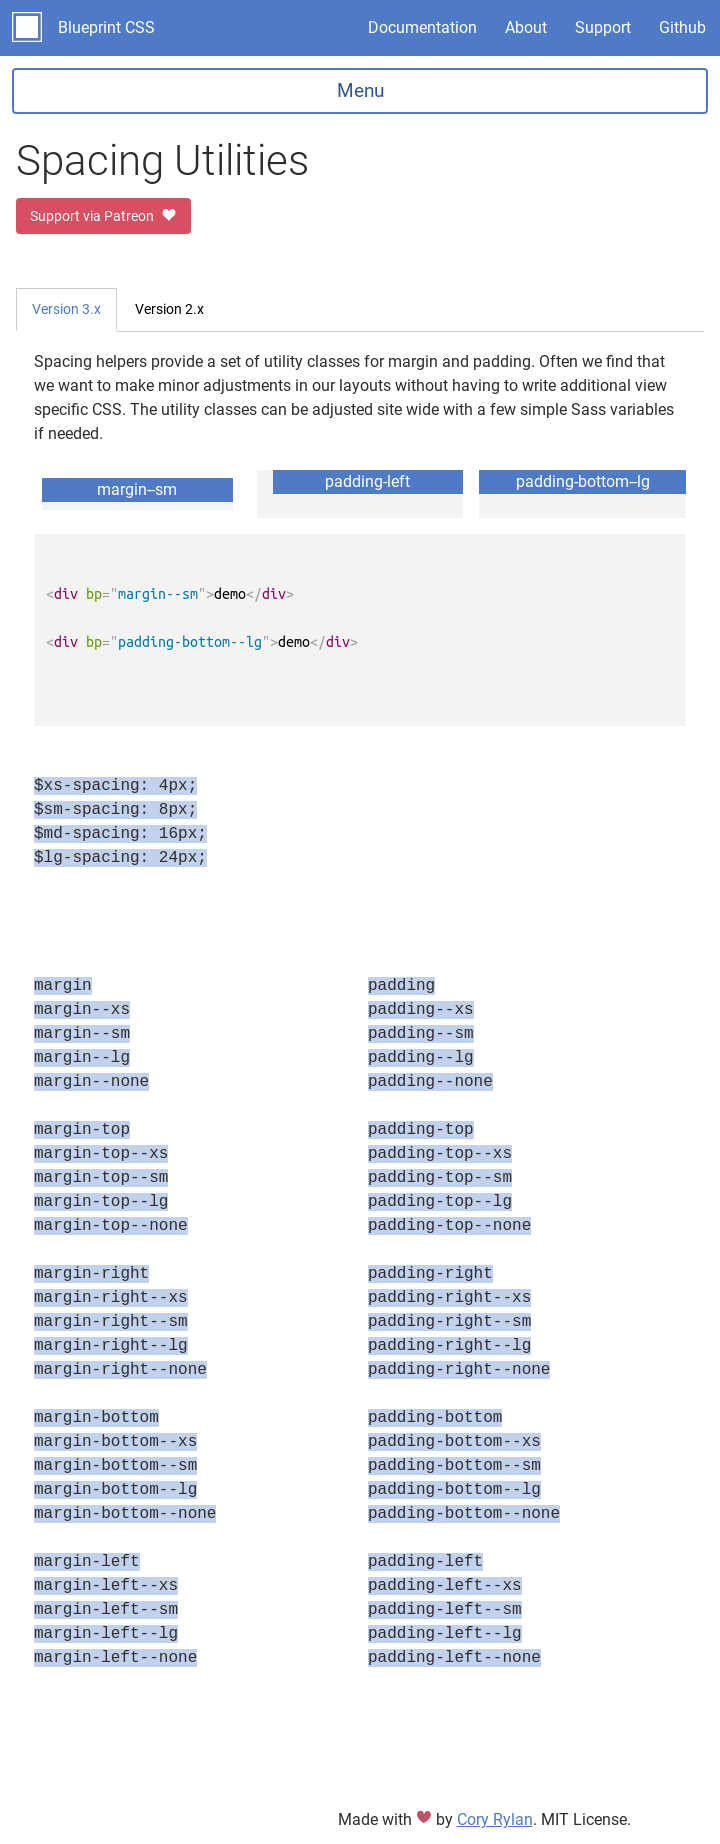 Blueprint CSS Documentation About Support Github
Menu
Spacing Utilities
Support via Patreon
Version 3.x Version 2.x
Spacing helpers provide a set of utility classes for margin and padding. Often we find that
we want to make minor adjustments in our layouts without having to write additional view
specific CSS. The utility classes can be adjusted site wide with a few simple Sass variables
if needed.
margin--sm padding-left padding-bottom--lg
<div bp="margin--sm">demo</div>
<div bp="padding-bottom--lg">demo</div>
$xs-spacing: 4px;
$sm-spacing: 8px;
$md-spacing: 16px;
$lg-spacing: 24px;
margin
margin--xs
margin--sm
margin--lg
margin--none
margin-top
margin-top--xs
margin-top--sm
margin-top--lg
margin-top--none
margin-right
margin-right--xs
margin-right--sm
margin-right--lg
margin-right--none
margin-bottom
margin-bottom--xs
margin-bottom--sm
margin-bottom--lg
margin-bottom--none
margin-left
margin-left--xs
margin-left--sm
margin-left--lg
margin-left--none
padding
padding--xs
padding--sm
padding--lg
padding--none
padding-top
padding-top--xs
padding-top--sm
padding-top--lg
padding-top--none
padding-right
padding-right--xs
padding-right--sm
padding-right--lg
padding-right--none
padding-bottom
padding-bottom--xs
padding-bottom--sm
padding-bottom--lg
padding-bottom--none
padding-left
padding-left--xs
padding-left--sm
padding-left--lg
padding-left--none
Made with ♥ by Cory Rylan. MIT License.